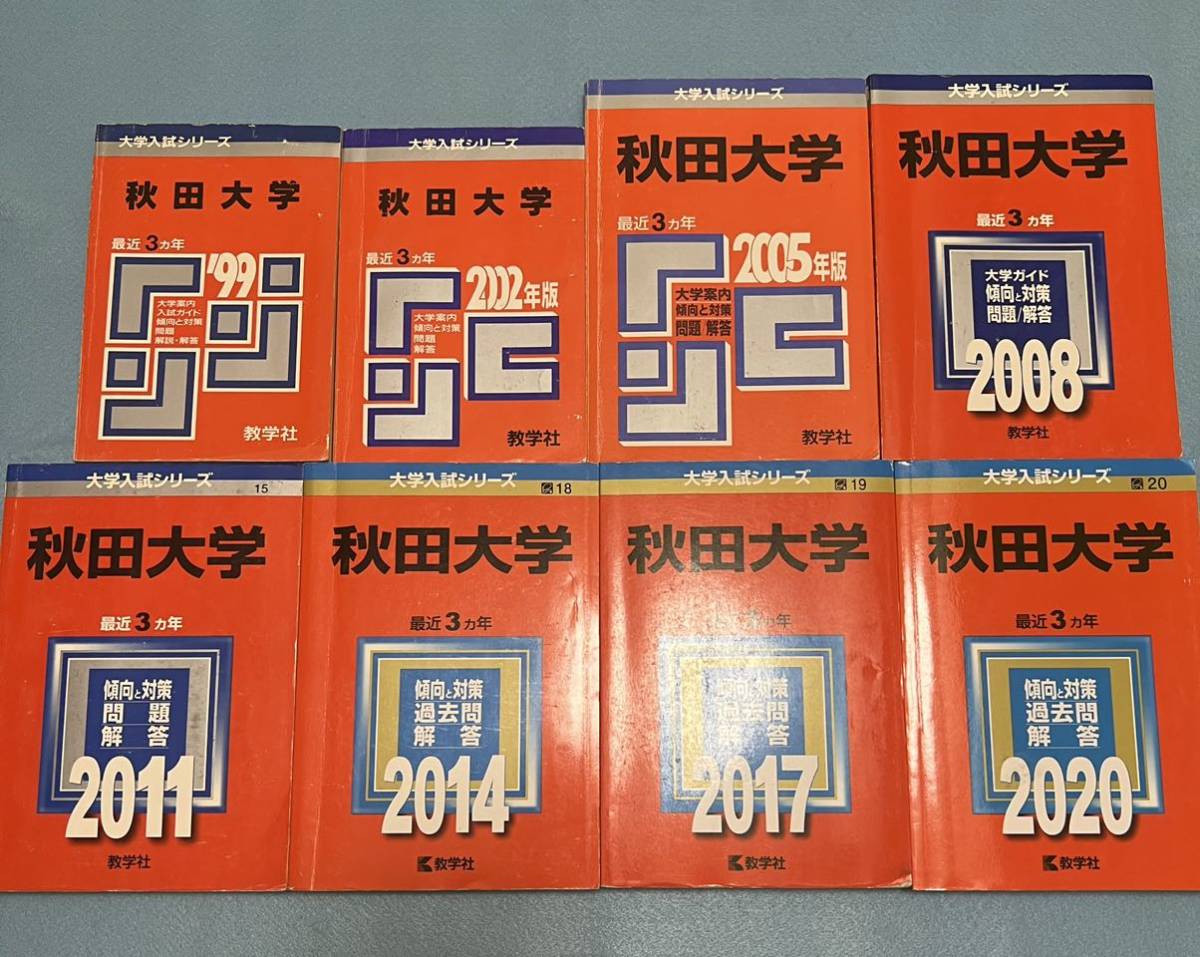 大学入試シリーズ
秋田大学
最近3ヵ年
'99
大学案内
入試ガイド
傾向と対策
問題
解説・解答
教学社
大学入試シリーズ
秋田大学
最近3ヵ年
2002年版
大学案内
傾向と対策
問題
解答
教学社
大学入試シリーズ
秋田大学
最近3ヵ年
2005年版
大学案内
傾向と対策
問題/解答
教学社
大学入試シリーズ
秋田大学
最近3ヵ年
大学ガイド
傾向と対策
問題/解答
2008
教学社
大学入試シリーズ
15
秋田大学
最近3ヵ年
傾向と対策
問題
解答
2011
教学社
大学入試シリーズ
18
秋田大学
最近3ヵ年
傾向と対策
過去問
解答
2014
教学社
大学入試シリーズ
19
秋田大学
3ヵ年
傾向と対策
過去問
解答
2017
教学社
大学入試シリーズ
20
秋田大学
最近3ヵ年
傾向と対策
過去問
解答
2020
教学社